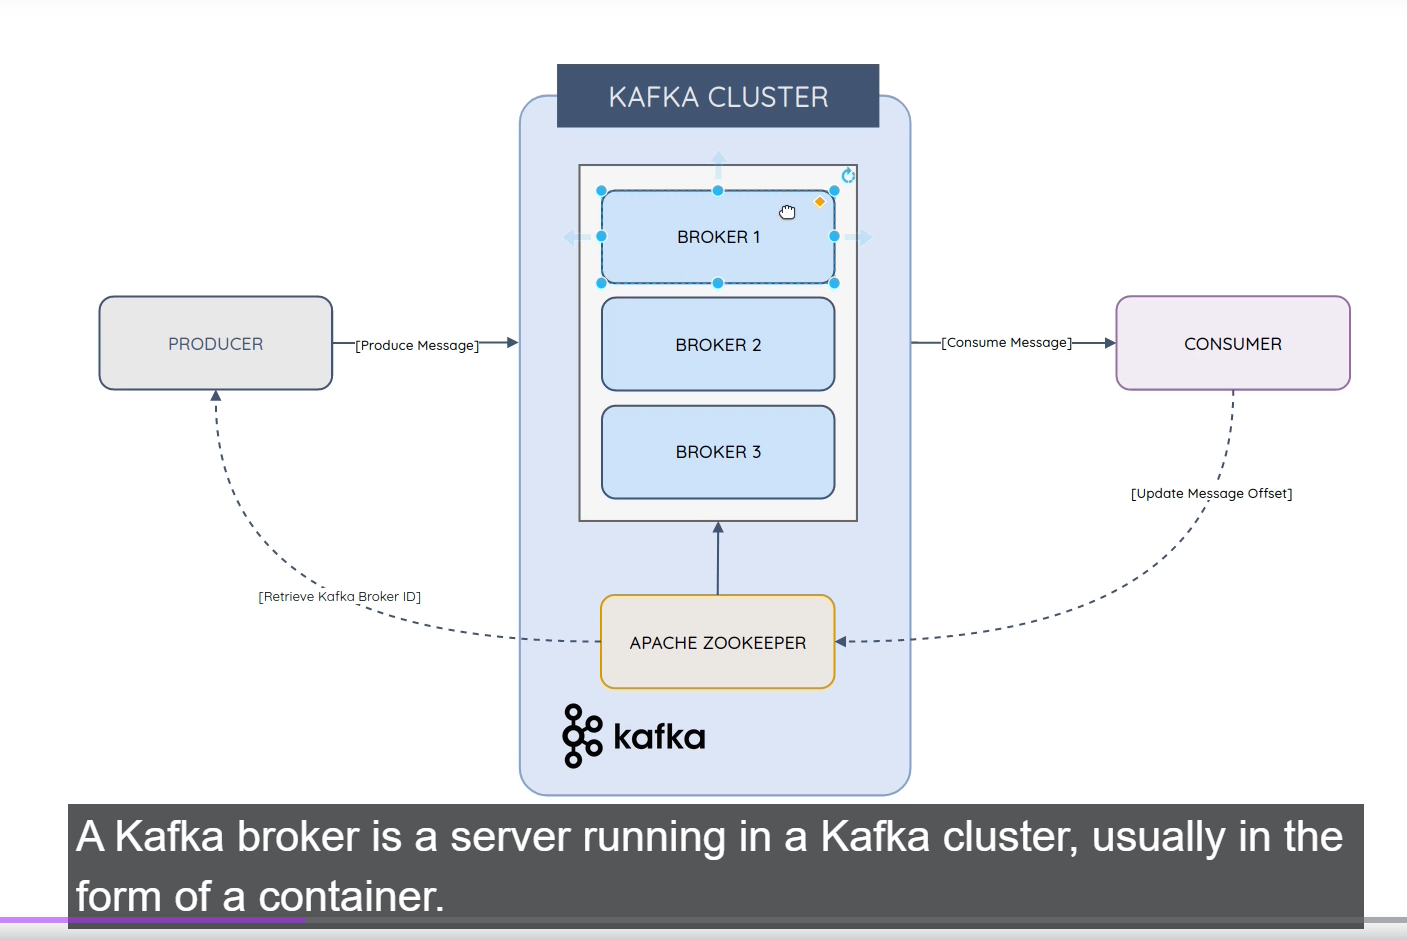 KAFKA CLUSTER
BROKER 1
BROKER 2
BROKER 3
PRODUCER
[Produce Message]
[Consume Message]
CONSUMER
[Update Message Offset]
[Retrieve Kafka Broker ID]
APACHE ZOOKEEPER
kafka
A Kafka broker is a server running in a Kafka cluster, usually in the
form of a container.